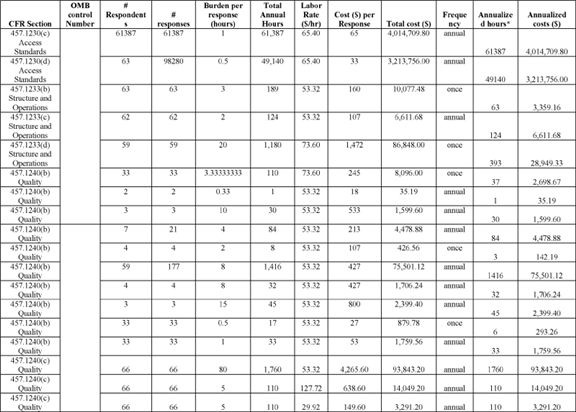 CFR Section | OMB control Number | # Respondents | # responses | Burden per response (hours) | Total Annual Hours | Labor Rate ($/hr) | Cost ($) per Response | Total cost ($) | Frequency | Annualized hours* | Annualized costs ($)
457.1230(c) Access Standards | | 61387 | 61387 | 1 | 61,387 | 65.40 | 65 | 4,014,709.80 | annual | 61387 | 4,014,709.80
457.1230(d) Access Standards | | 63 | 98280 | 0.5 | 49,140 | 65.40 | 33 | 3,213,756.00 | annual | 49140 | 3,213,756.00
457.1233(b) Structure and Operations | | 63 | 63 | 3 | 189 | 53.32 | 160 | 10,077.48 | once | 63 | 3,359.16
457.1233(c) Structure and Operations | | 62 | 62 | 2 | 124 | 53.32 | 107 | 6,611.68 | annual | 124 | 6,611.68
457.1233(d) Structure and Operations | | 59 | 59 | 20 | 1,180 | 73.60 | 1,472 | 86,848.00 | once | 393 | 28,949.33
457.1240(b) Quality | | 33 | 33 | 3.33333333 | 110 | 73.60 | 245 | 8,096.00 | once | 37 | 2,698.67
457.1240(b) Quality | | 2 | 2 | 0.33 | 1 | 53.32 | 18 | 35.19 | annual | 1 | 35.19
457.1240(b) Quality | | 3 | 3 | 10 | 30 | 53.32 | 533 | 1,599.60 | annual | 30 | 1,599.60
457.1240(b) Quality | | 7 | 21 | 4 | 84 | 53.32 | 213 | 4,478.88 | annual | 84 | 4,478.88
457.1240(b) Quality | | 4 | 4 | 2 | 8 | 53.32 | 107 | 426.56 | once | 3 | 142.19
457.1240(b) Quality | | 59 | 177 | 8 | 1,416 | 53.32 | 427 | 75,501.12 | annual | 1416 | 75,501.12
457.1240(b) Quality | | 4 | 4 | 8 | 32 | 53.32 | 427 | 1,706.24 | annual | 32 | 1,706.24
457.1240(b) Quality | | 3 | 3 | 15 | 45 | 53.32 | 800 | 2,399.40 | annual | 45 | 2,399.40
457.1240(b) Quality | | 33 | 33 | 0.5 | 17 | 53.32 | 27 | 879.78 | once | 6 | 293.26
457.1240(b) Quality | | 33 | 33 | 1 | 33 | 53.32 | 53 | 1,759.56 | annual | 33 | 1,759.56
457.1240(c) Quality | | 66 | 66 | 80 | 1,760 | 53.32 | 4,265.60 | 93,843.20 | annual | 1760 | 93,843.20
457.1240(c) Quality | | 66 | 66 | 5 | 110 | 127.72 | 638.60 | 14,049.20 | annual | 110 | 14,049.20
457.1240(c) Quality | | 66 | 66 | 5 | 110 | 29.92 | 149.60 | 3,291.20 | annual | 110 | 3,291.20